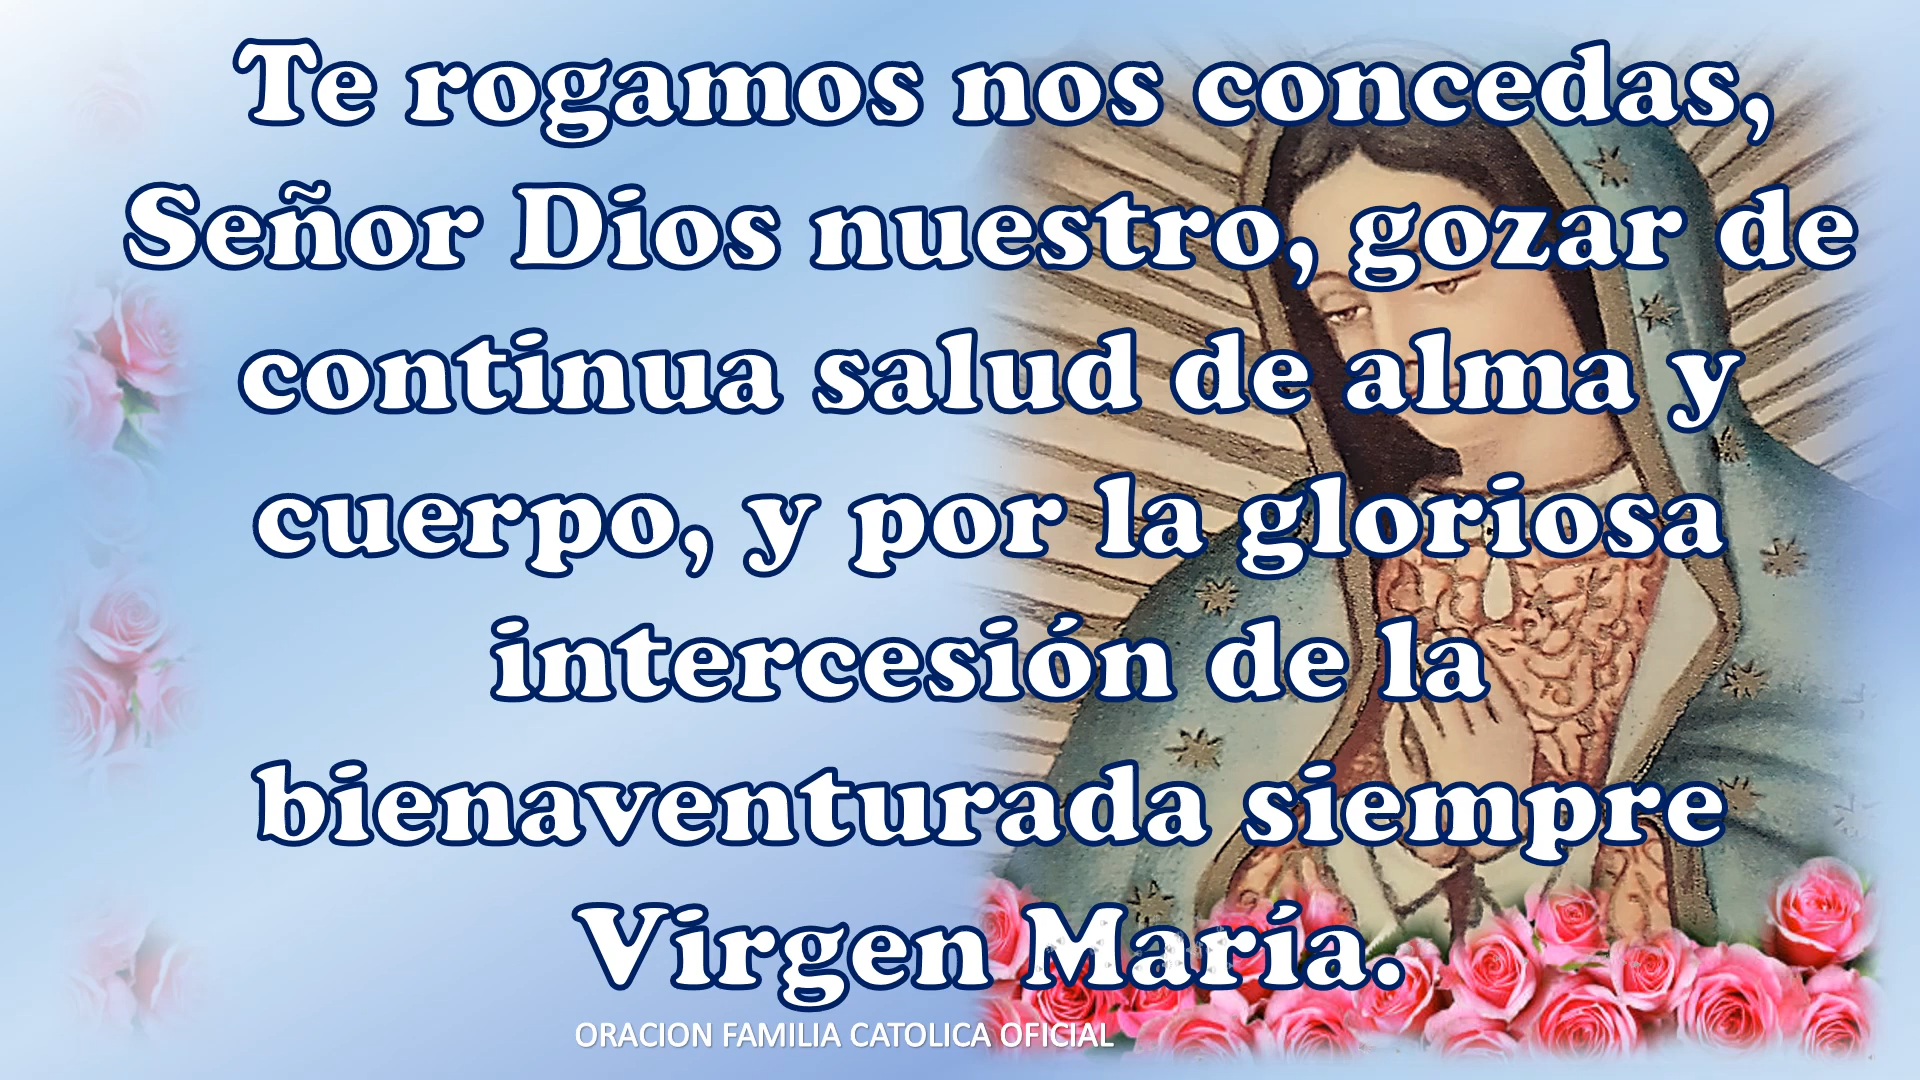 Te rogamos nos concedas,
Señor Dios nuestro, gozar de
continua salud de alma y
cuerpo, y por la gloriosa
intercesión de la
bienaventurada siempre
Virgen María.
ORACION FAMILIA CATOLICA OFICIAL